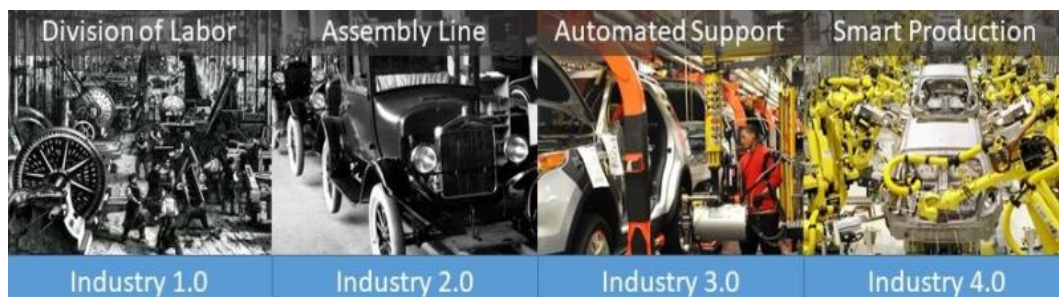 Division of Labor
Assembly Line
Automated Support
Smart Production
Industry 1.0
Industry 2.0
Industry 3.0
Industry 4.0